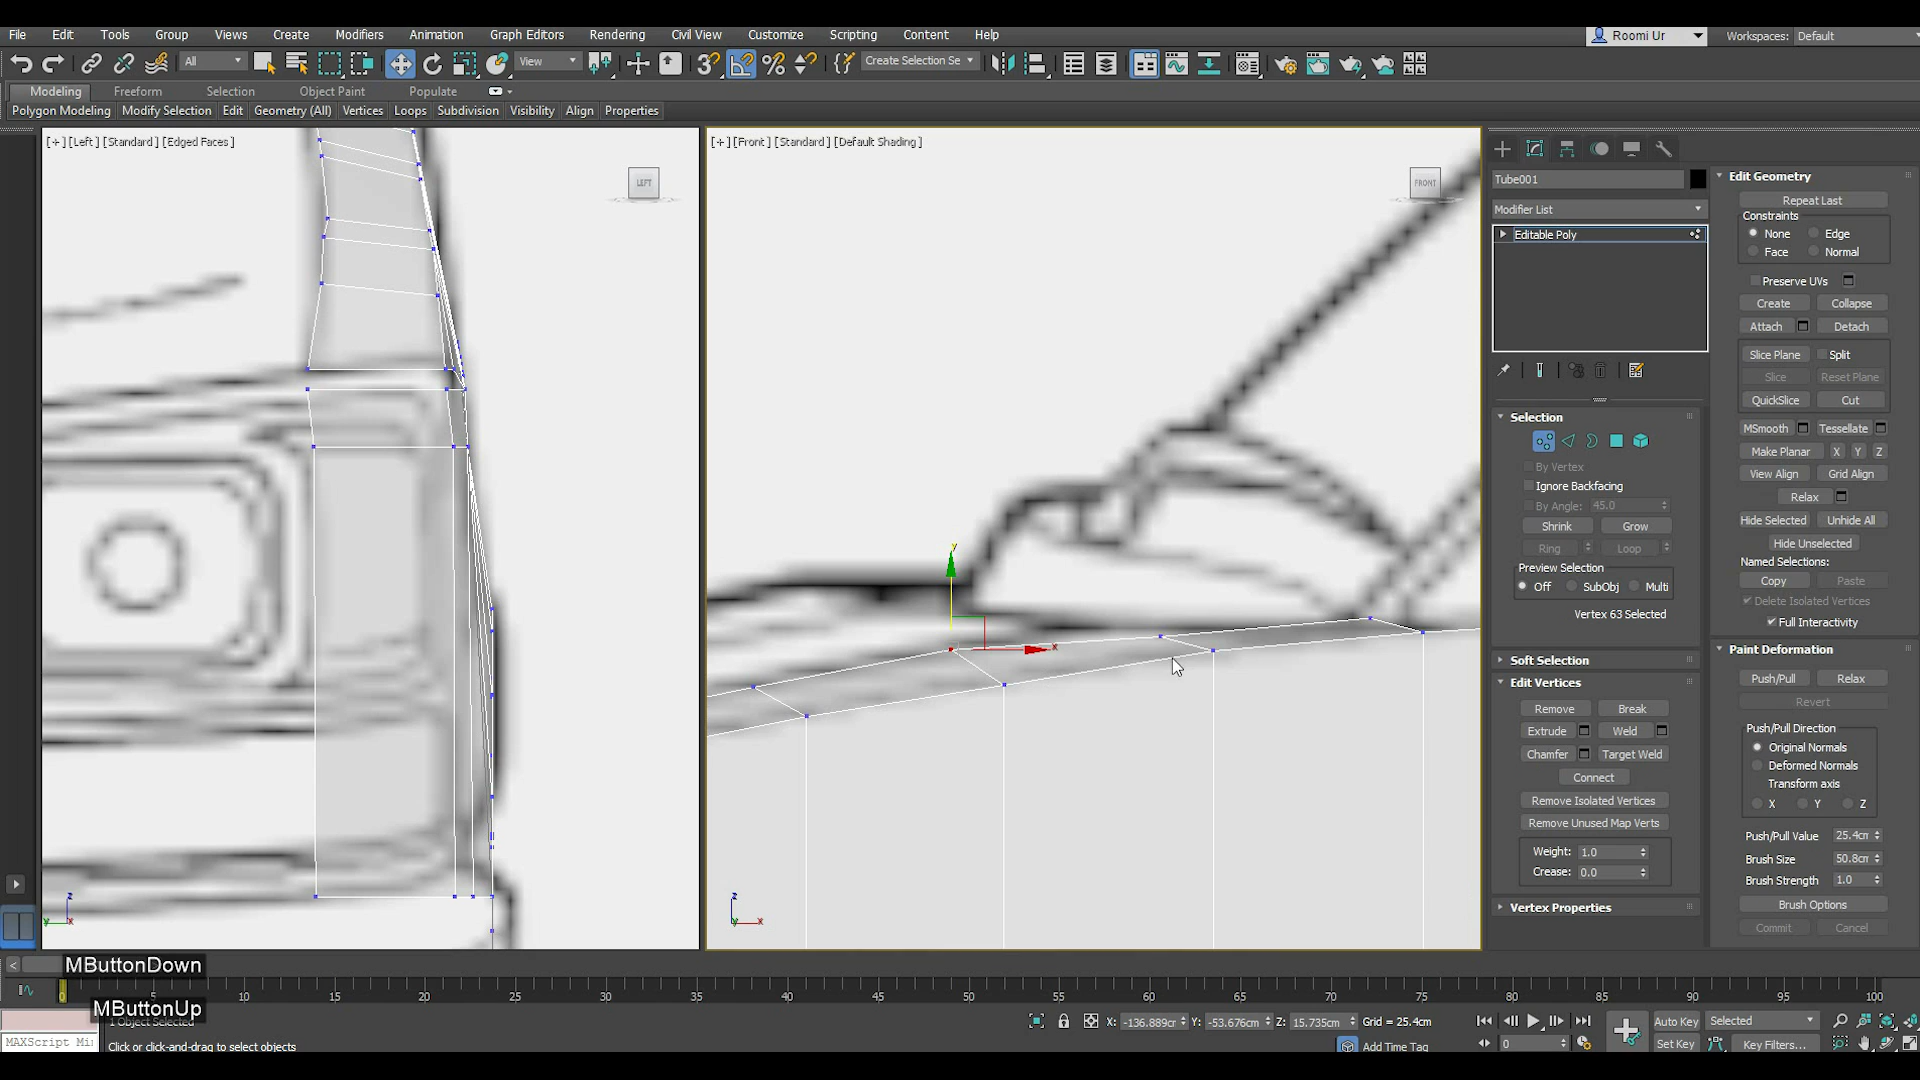 File Edit Tools Group Views Create Modifiers Animation Graph Editors Rendering Civil View Customize Scripting Content Help Roomi Ur Workspaces: Default
All View Create Selection Se
Modeling Freeform Selection Object Paint Populate
Polygon Modeling Modify Selection Edit Geometry (All) Vertices Loops Subdivision Visibility Align Properties
[+] [Left] [Standard] [Edged Faces]
[+] [Front] [Standard] [Default Shading]
LEFT
FRONT
Tube001
Modifier List
Editable Poly
Selection
By Vertex
Ignore Backfacing
By Angle: 45.0
Shrink Grow
Ring Loop
Preview Selection
Off SubObj Multi
Vertex 63 Selected
Soft Selection
Edit Vertices
Remove Break
Extrude Weld
Chamfer Target Weld
Connect
Remove Isolated Vertices
Remove Unused Map Verts
Weight: 1.0
Crease: 0.0
Vertex Properties
Edit Geometry
Repeat Last
Constraints
None Edge
Face Normal
Preserve UVs
Create Collapse
Attach Detach
Slice Plane Split
Slice Reset Plane
QuickSlice Cut
MSmooth Tessellate
Make Planar X Y Z
View Align Grid Align
Relax
Hide Selected Unhide All
Hide Unselected
Named Selections:
Copy Paste
Delete Isolated Vertices
Full Interactivity
Paint Deformation
Push/Pull Relax
Revert
Push/Pull Direction
Original Normals
Deformed Normals
Transform axis
X Y Z
Push/Pull Value 25.4cm
Brush Size 50.8cm
Brush Strength 1.0
Brush Options
Commit Cancel
y
x
z
y x
z
y x
MButtonDown
0 5 10 15 20 25 30 35 40 45 50 55 60 65 70 75 80 85 90 95 100
MButtonUp
1 Object Selected
X: -136.889cm Y: -53.676cm Z: 15.735cm Grid = 25.4cm
Auto Key Selected
MAXScript Mi
Click or click-and-drag to select objects
Add Time Tag
0
Set Key Key Filters...